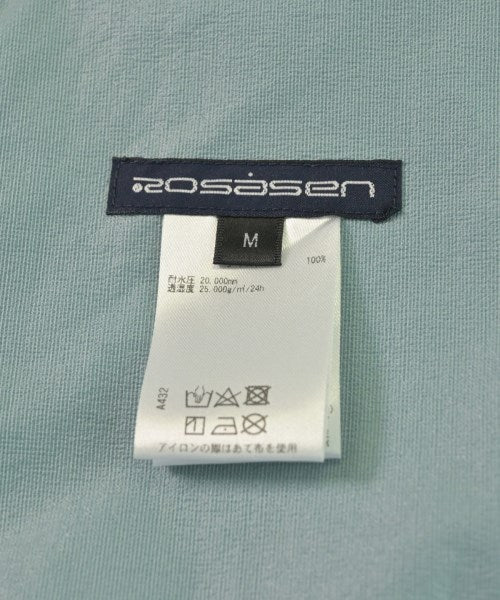 rosasen
M
100%
耐水圧 20,000mm
透湿度 25,000g/㎡/24h
A432
アイロンの際はあて布を使用